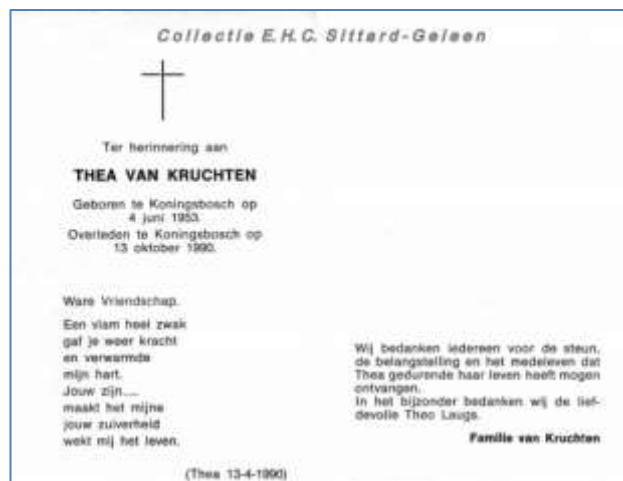 Collectie E.H.C. Sittard-Geleen
Ter herinnering aan
THEA VAN KRUCHTEN
Geboren te Koningsbosch op
4 juni 1953.
Overleden te Koningsbosch op
13 oktober 1990.
Ware Vriendschap.
Een vlam heel zwak
gaf je weer kracht
en verwarmde
mijn hart.
Jouw zijn....
maakt het mijne
jouw zuiverheid
wekt mij het leven.
(Thea 13-4-1990)
Wij bedanken iedereen voor de steun,
de belangstelling en het medeleven dat
Thea gedurende haar leven heeft mogen
ontvangen.
In het bijzonder bedanken wij de lief-
devolle Theo Laugs.
Familie van Kruchten